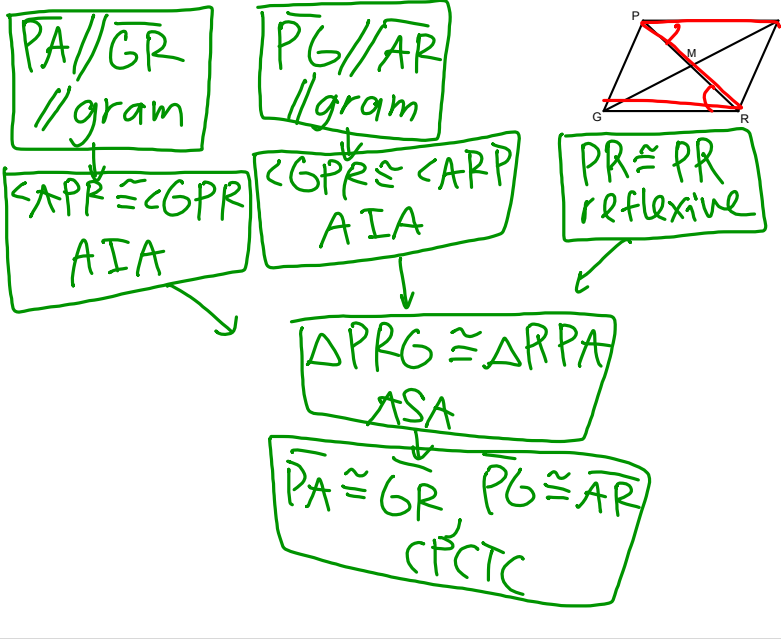 PA//GR
//gram
PG//AR
//gram
P
M
G
R
<APR≅<GPR
AIA
<GPR≅<ARP
AIA
PR≅PR
reflexive
△PRG≅△RPA
ASA
PA≅GR, PG≅AR
CPCTC